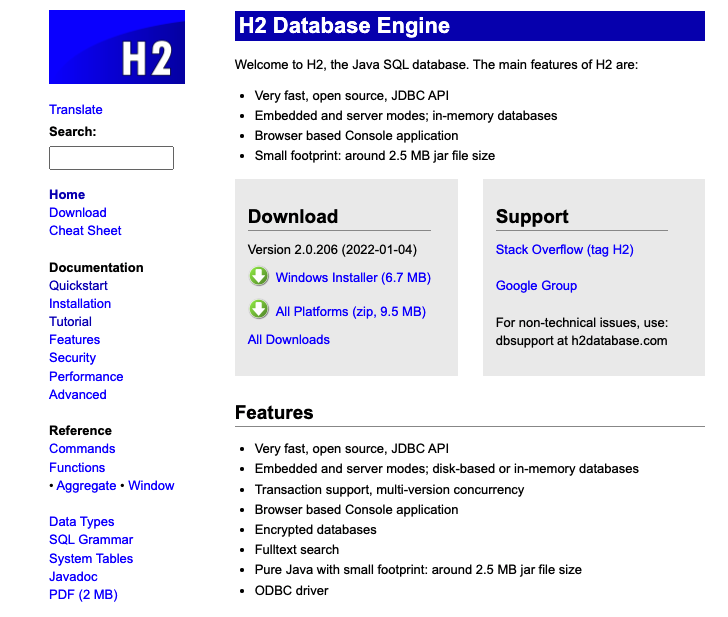 H2
Translate
Search:
Home
Download
Cheat Sheet
Documentation
Quickstart
Installation
Tutorial
Features
Security
Performance
Advanced
Reference
Commands
Functions
• Aggregate • Window
Data Types
SQL Grammar
System Tables
Javadoc
PDF (2 MB)
H2 Database Engine
Welcome to H2, the Java SQL database. The main features of H2 are:
• Very fast, open source, JDBC API
• Embedded and server modes; in-memory databases
• Browser based Console application
• Small footprint: around 2.5 MB jar file size
Download
Version 2.0.206 (2022-01-04)
Windows Installer (6.7 MB)
All Platforms (zip, 9.5 MB)
All Downloads
Support
Stack Overflow (tag H2)
Google Group
For non-technical issues, use:
dbsupport at h2database.com
Features
• Very fast, open source, JDBC API
• Embedded and server modes; disk-based or in-memory databases
• Transaction support, multi-version concurrency
• Browser based Console application
• Encrypted databases
• Fulltext search
• Pure Java with small footprint: around 2.5 MB jar file size
• ODBC driver